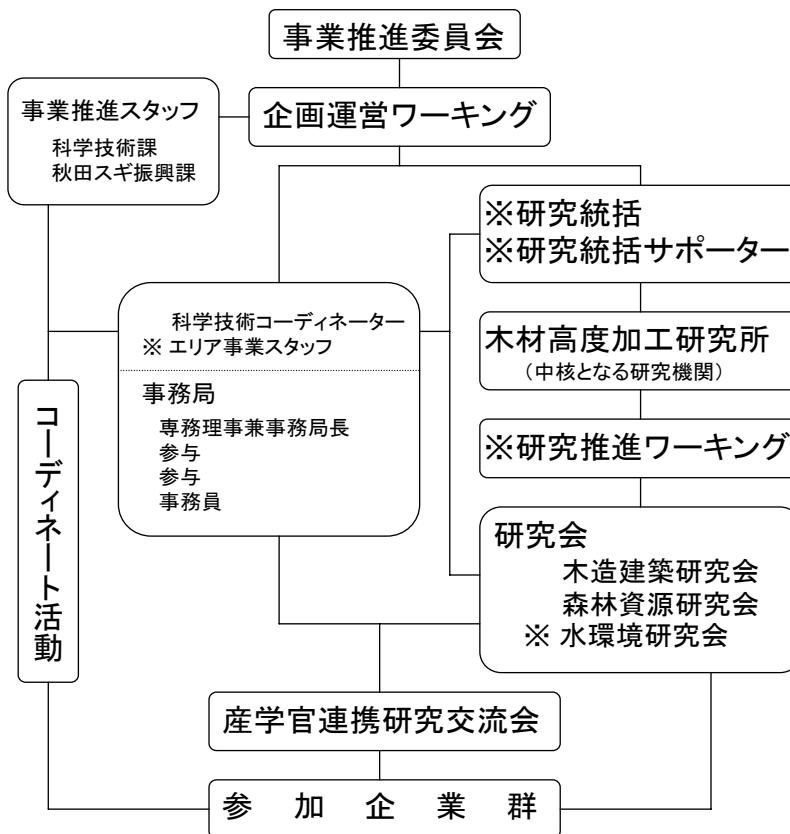 事業推進委員会
事業推進スタッフ
科学技術課
秋田スギ振興課
企画運営ワーキング
※研究統括
※研究統括サポーター
科学技術コーディネーター
※ エリア事業スタッフ
事務局
専務理事兼事務局長
参与
参与
事務員
木材高度加工研究所
（中核となる研究機関）
※研究推進ワーキング
コーディネート活動
研究会
木造建築研究会
森林資源研究会
※ 水環境研究会
産学官連携研究交流会
参加企業群